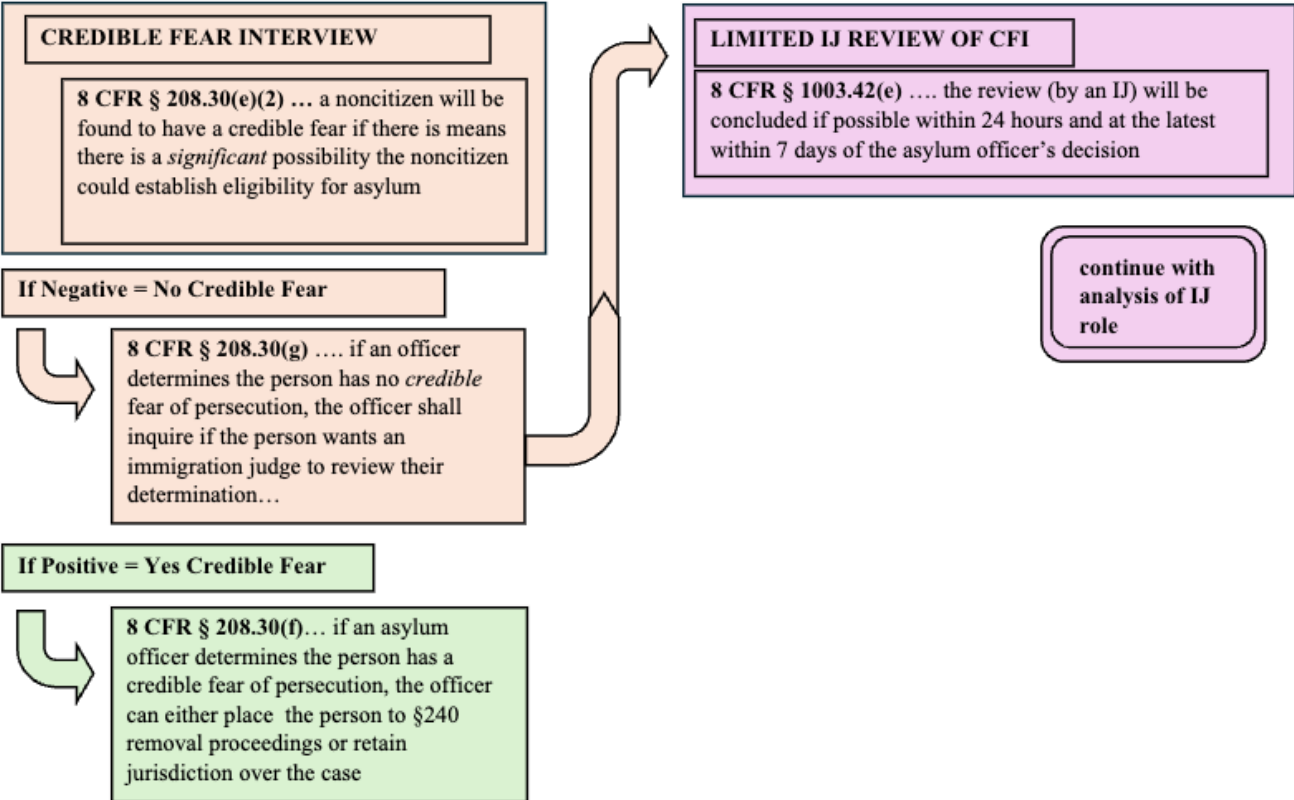 CREDIBLE FEAR INTERVIEW
8 CFR § 208.30(e)(2) … a noncitizen will be
found to have a credible fear if there is means
there is a significant possibility the noncitizen
could establish eligibility for asylum
If Negative = No Credible Fear
8 CFR § 208.30(g) …. if an officer
determines the person has no credible
fear of persecution, the officer shall
inquire if the person wants an
immigration judge to review their
determination…
If Positive = Yes Credible Fear
8 CFR § 208.30(f)… if an asylum
officer determines the person has a
credible fear of persecution, the officer
can either place  the person to §240
removal proceedings or retain
jurisdiction over the case
LIMITED IJ REVIEW OF CFI
8 CFR § 1003.42(e) …. the review (by an IJ) will be
concluded if possible within 24 hours and at the latest
within 7 days of the asylum officer’s decision
continue with
analysis of IJ
role